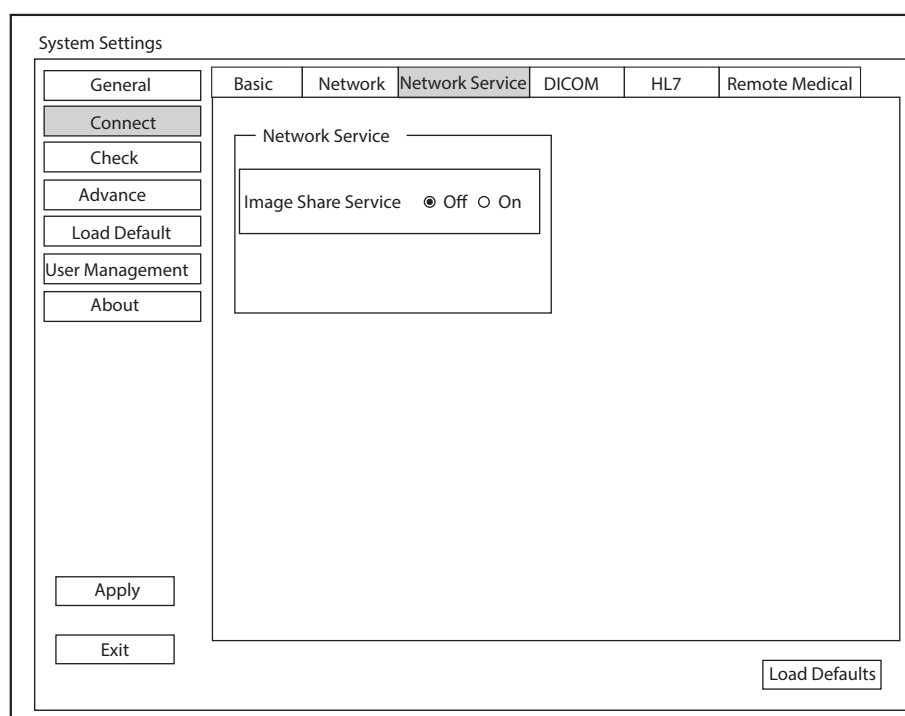 System Settings
General
Connect
Check
Advance
Load Default
User Management
About
Apply
Exit
Basic Network Network Service DICOM HL7 Remote Medical
Network Service
Image Share Service Off On
Load Defaults